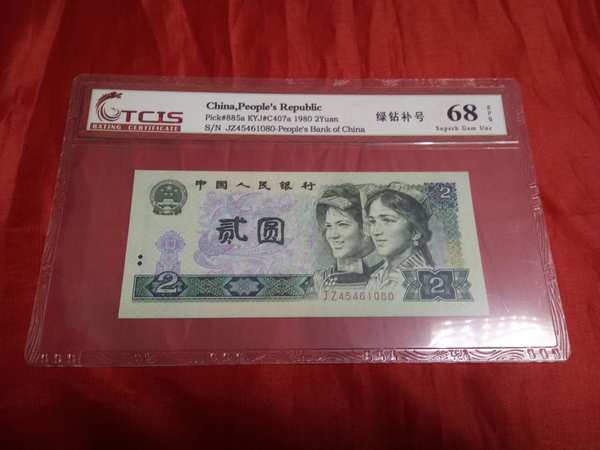 TCIS
RATING CERTIFICATE
China,People's Republic
Pick#885a KYJ#C407a 1980 2Yuan
S/N JZ45461080-People's Bank of China
绿钻补号
68 EPQ
Superb Gem Unc
中国人民银行
2
贰圆
2
JZ45461080
2